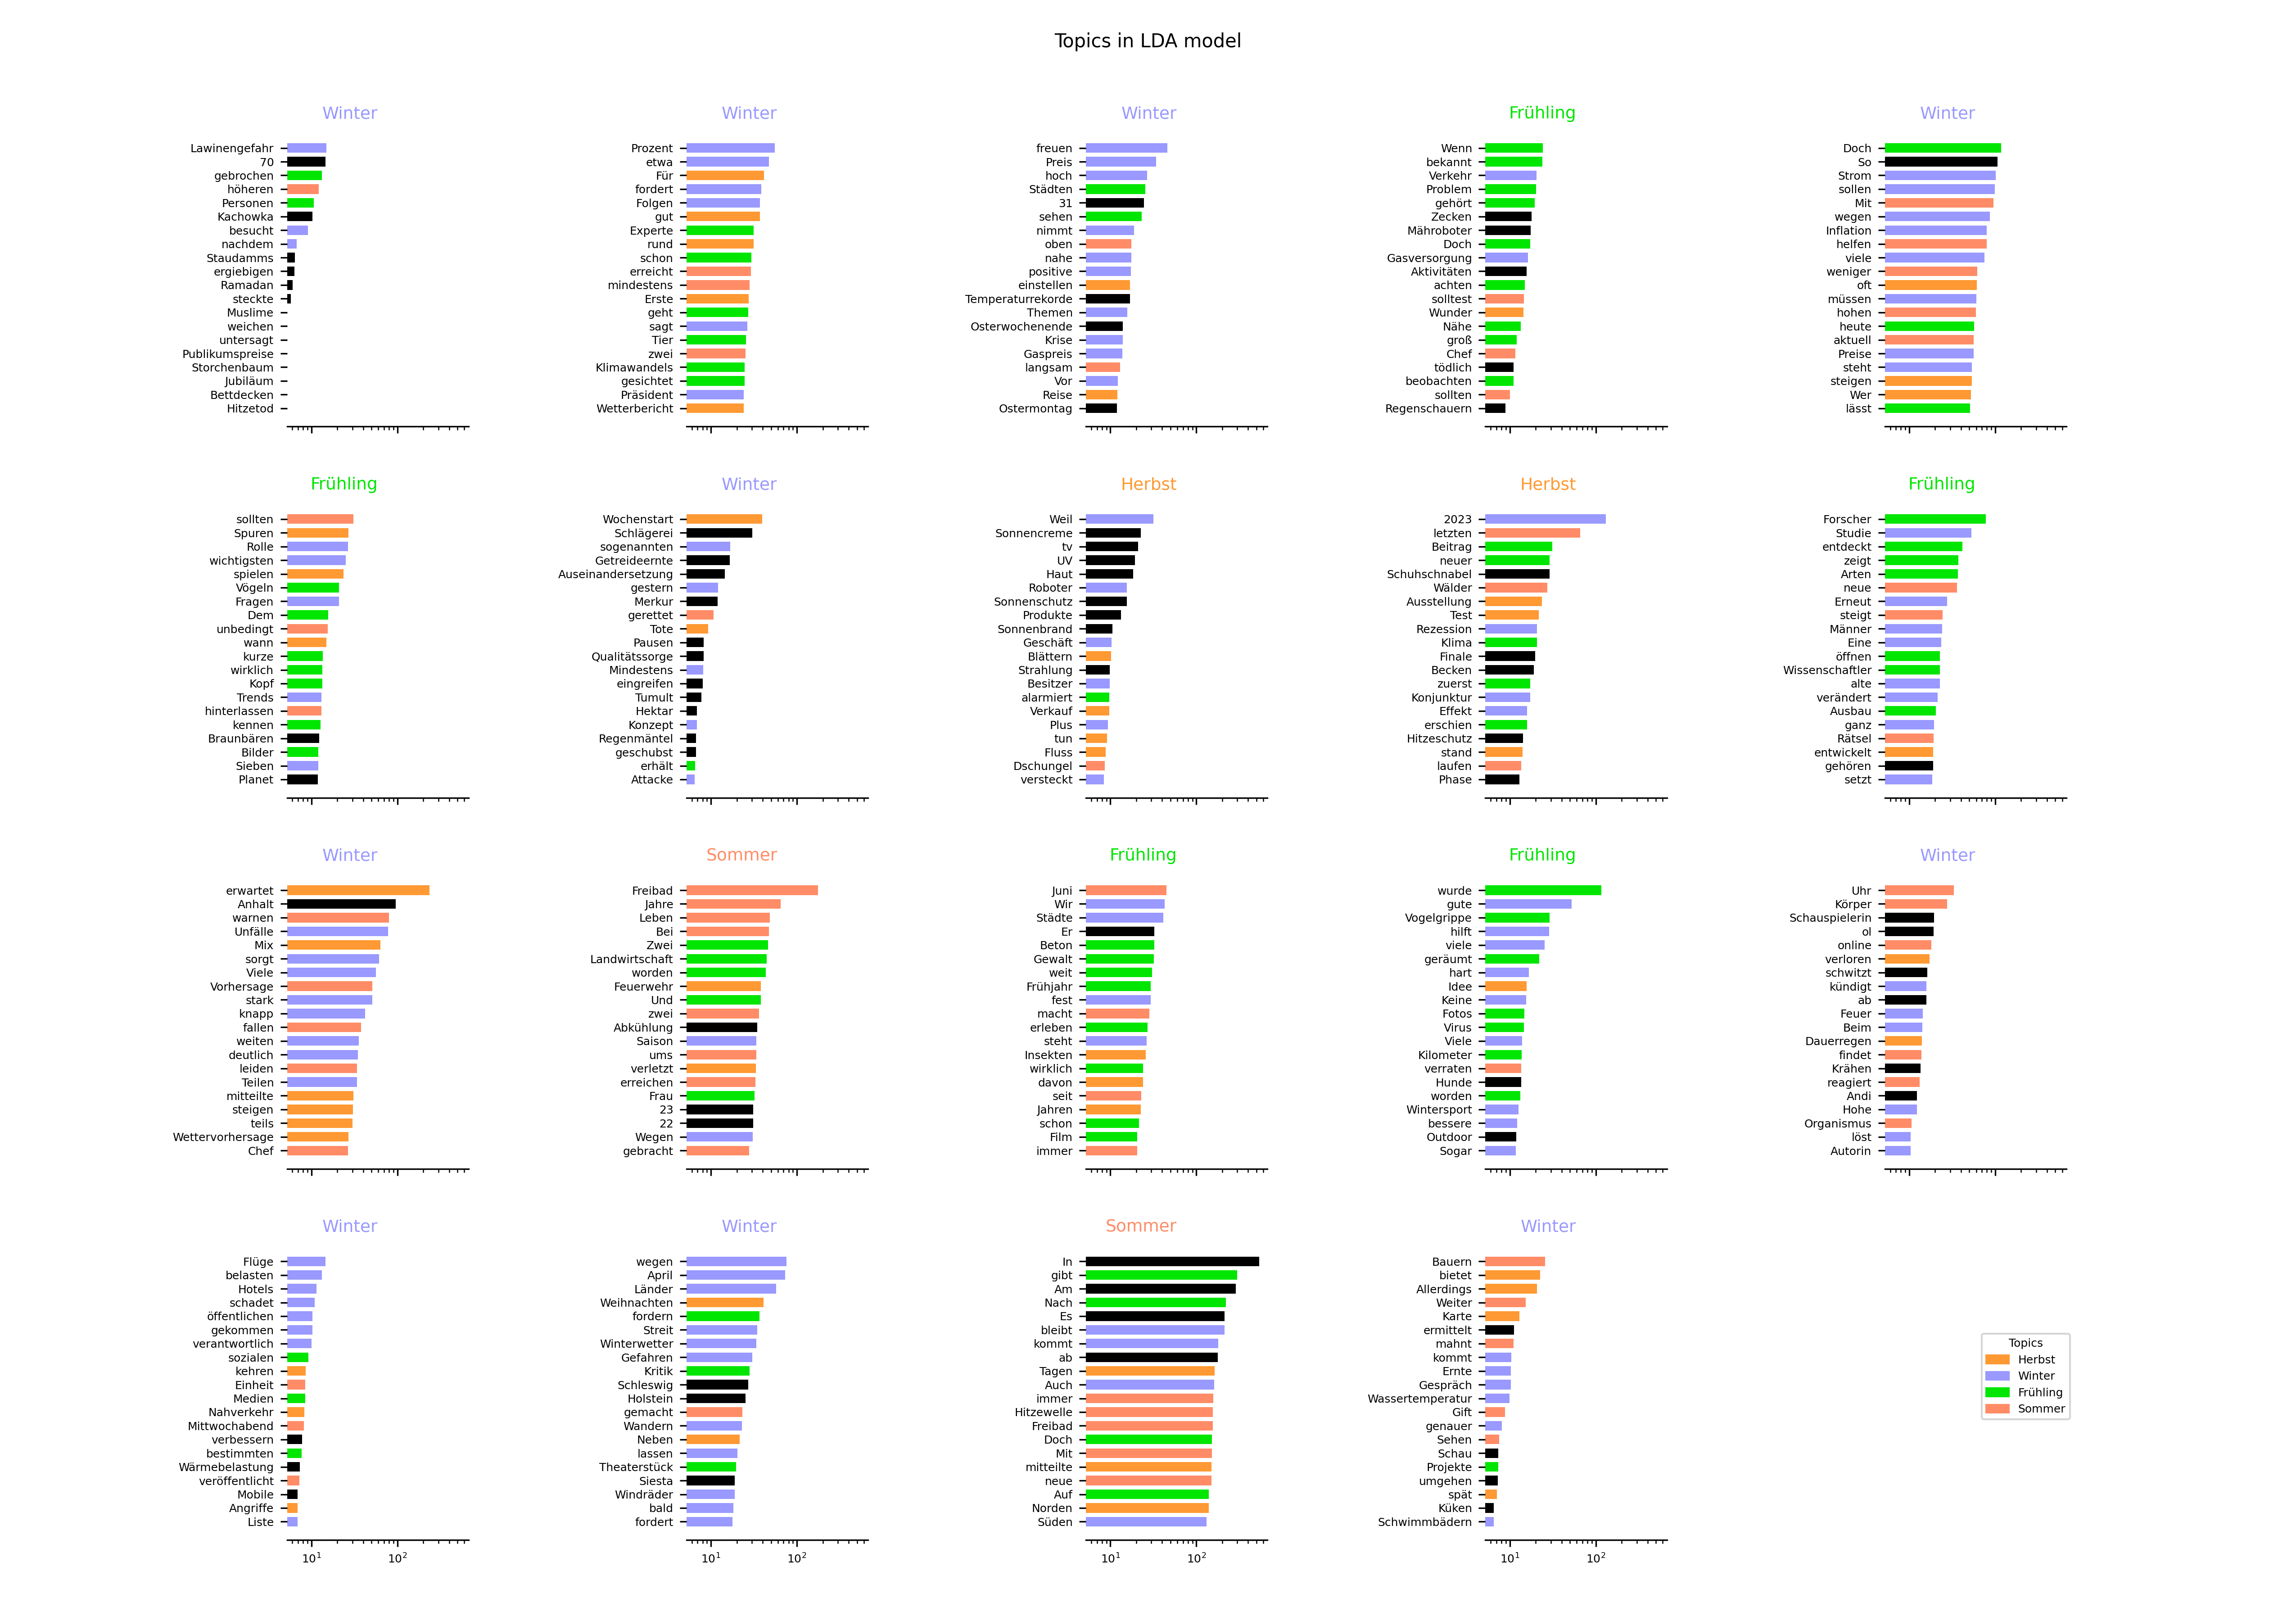 Topics in LDA model
Winter
Lawinengefahr
70
gebrochen
höheren
Personen
Kachowka
besucht
nachdem
Staudamms
ergiebigen
Ramadan
steckte
Muslime
weichen
untersagt
Publikumspreise
Storchenbaum
Jubiläum
Bettdecken
Hitzetod
Winter
Prozent
etwa
Für
fordert
Folgen
gut
Experte
rund
schon
erreicht
mindestens
Erste
geht
sagt
Tier
zwei
Klimawandels
gesichtet
Präsident
Wetterbericht
Winter
freuen
Preis
hoch
Städten
31
sehen
nimmt
oben
nahe
positive
einstellen
Temperaturrekorde
Themen
Osterwochenende
Krise
Gaspreis
langsam
Vor
Reise
Ostermontag
Frühling
Wenn
bekannt
Verkehr
Problem
gehört
Zecken
Mähroboter
Doch
Gasversorgung
Aktivitäten
achten
solltest
Wunder
Nähe
groß
Chef
tödlich
beobachten
sollten
Regenschauern
Winter
Doch
So
Strom
sollen
Mit
wegen
Inflation
helfen
viele
weniger
oft
müssen
hohen
heute
aktuell
Preise
steht
steigen
Wer
lässt
Frühling
sollten
Spuren
Rolle
wichtigsten
spielen
Vögeln
Fragen
Dem
unbedingt
wann
kurze
wirklich
Kopf
Trends
hinterlassen
kennen
Braunbären
Bilder
Sieben
Planet
Winter
Wochenstart
Schlägerei
sogenannten
Getreideernte
Auseinandersetzung
gestern
Merkur
gerettet
Tote
Pausen
Qualitätssorge
Mindestens
eingreifen
Tumult
Hektar
Konzept
Regenmäntel
geschubst
erhält
Attacke
Herbst
Weil
Sonnencreme
tv
UV
Haut
Roboter
Sonnenschutz
Produkte
Sonnenbrand
Geschäft
Blättern
Strahlung
Besitzer
alarmiert
Verkauf
Plus
tun
Fluss
Dschungel
versteckt
Herbst
2023
letzten
Beitrag
neuer
Schuhschnabel
Wälder
Ausstellung
Test
Rezession
Klima
Finale
Becken
zuerst
Konjunktur
Effekt
erschien
Hitzeschutz
stand
laufen
Phase
Frühling
Forscher
Studie
entdeckt
zeigt
Arten
neue
Erneut
steigt
Männer
Eine
öffnen
Wissenschaftler
alte
verändert
Ausbau
ganz
Rätsel
entwickelt
gehören
setzt
Winter
erwartet
Anhalt
warnen
Unfälle
Mix
sorgt
Viele
Vorhersage
stark
knapp
fallen
weiten
deutlich
leiden
Teilen
mitteilte
steigen
teils
Wettervorhersage
Chef
Sommer
Freibad
Jahre
Leben
Bei
Zwei
Landwirtschaft
worden
Feuerwehr
Und
zwei
Abkühlung
Saison
ums
verletzt
erreichen
Frau
23
22
Wegen
gebracht
Frühling
Juni
Wir
Städte
Er
Beton
Gewalt
weit
Frühjahr
fest
macht
erleben
steht
Insekten
wirklich
davon
seit
Jahren
schon
Film
immer
Frühling
wurde
gute
Vogelgrippe
hilft
viele
geräumt
hart
Idee
Keine
Fotos
Virus
Viele
Kilometer
verraten
Hunde
worden
Wintersport
bessere
Outdoor
Sogar
Winter
Uhr
Körper
Schauspielerin
ol
online
verloren
schwitzt
kündigt
ab
Feuer
Beim
Dauerregen
findet
Krähen
reagiert
Andi
Hohe
Organismus
löst
Autorin
Winter
Flüge
belasten
Hotels
schadet
öffentlichen
gekommen
verantwortlich
sozialen
kehren
Einheit
Medien
Nahverkehr
Mittwochabend
verbessern
bestimmten
Wärmebelastung
veröffentlicht
Mobile
Angriffe
Liste
10¹ 10²
Winter
wegen
April
Länder
Weihnachten
fordern
Streit
Winterwetter
Gefahren
Kritik
Schleswig
Holstein
gemacht
Wandern
Neben
lassen
Theaterstück
Siesta
Windräder
bald
fordert
10¹ 10²
Sommer
In
gibt
Am
Nach
Es
bleibt
kommt
ab
Tagen
Auch
immer
Hitzewelle
Freibad
Doch
Mit
mitteilte
neue
Auf
Norden
Süden
10¹ 10²
Winter
Bauern
bietet
Allerdings
Weiter
Karte
ermittelt
mahnt
kommt
Ernte
Gespräch
Wassertemperatur
Gift
genauer
Sehen
Schau
Projekte
umgehen
spät
Küken
Schwimmbädern
10¹ 10²
Topics
Herbst
Winter
Frühling
Sommer